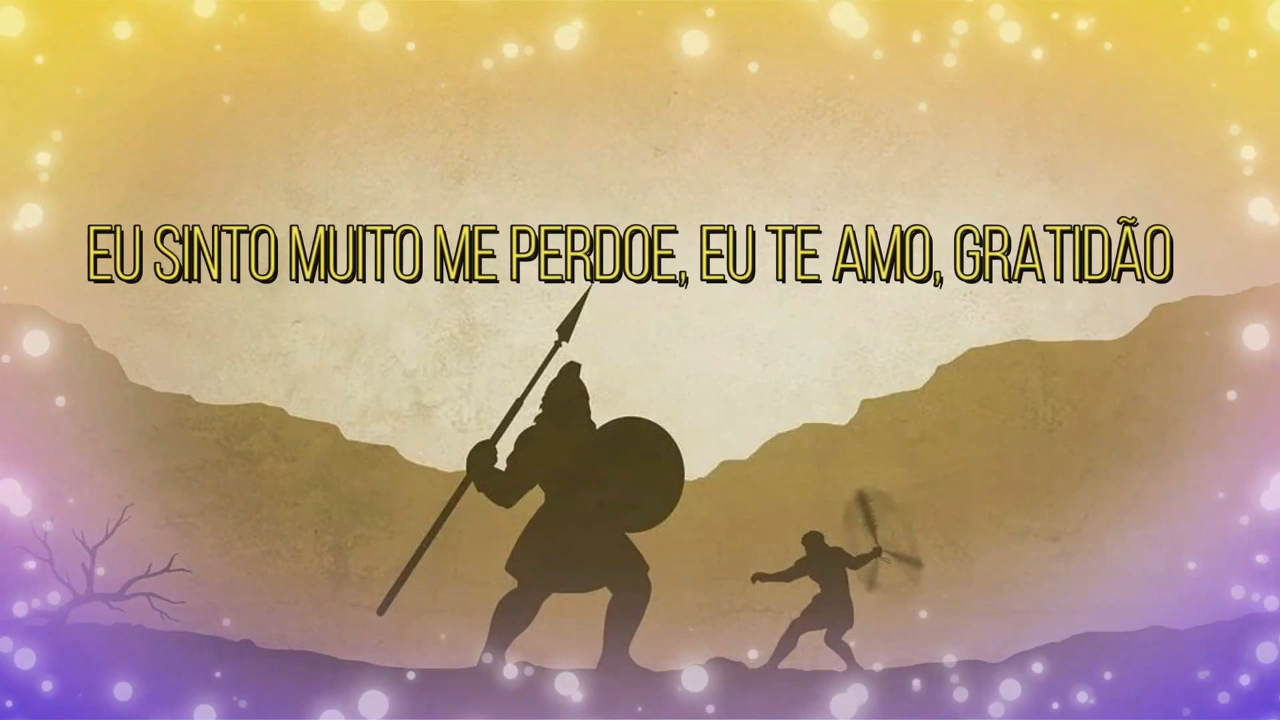 EU SINTO MUITO ME PERDOE, EU TE AMO, GRATIDÃO